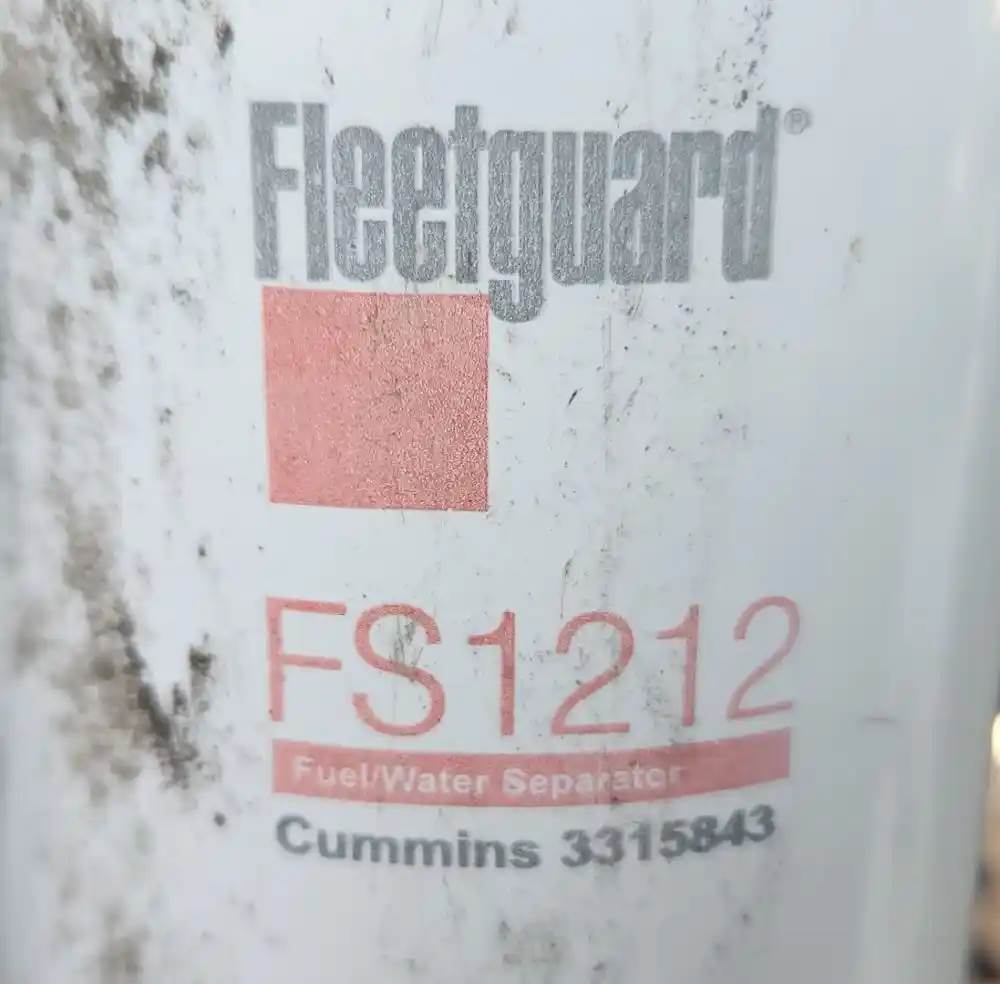 Fleetguard®
FS1212
Fuel/Water Separator
Cummins 3315843